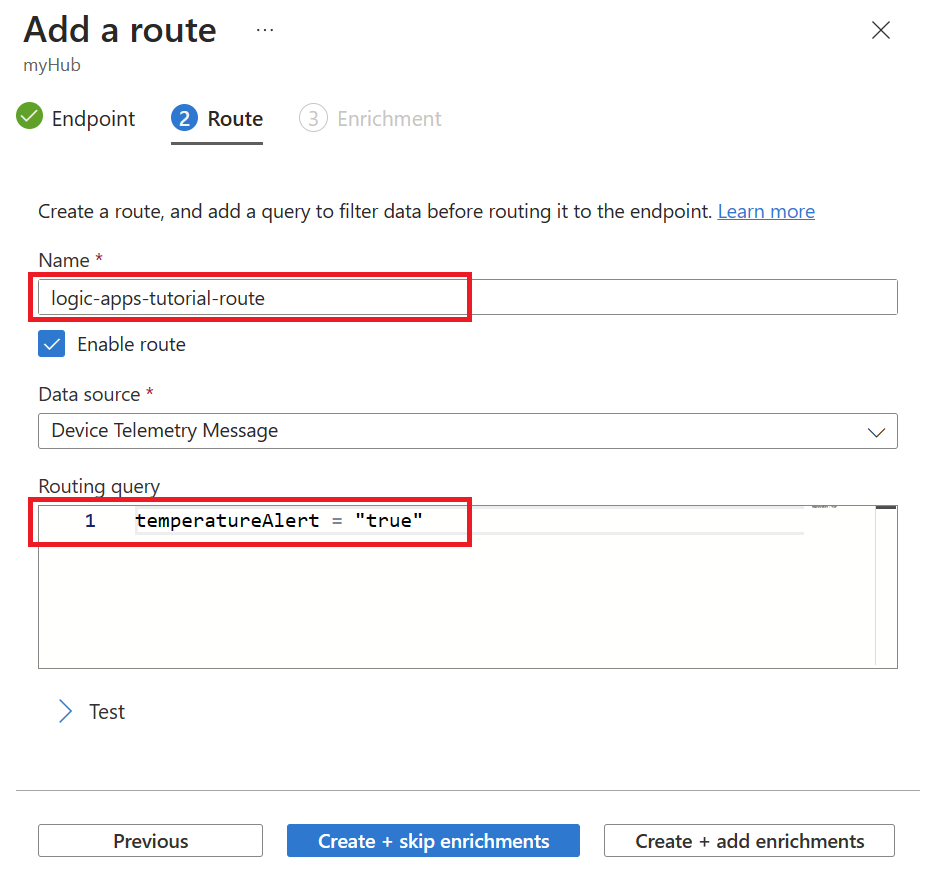 Add a route ...
myHub
Endpoint 2 Route 3 Enrichment
Create a route, and add a query to filter data before routing it to the endpoint. Learn more
Name *
logic-apps-tutorial-route
Enable route
Data source *
Device Telemetry Message
Routing query
1 temperatureAlert = "true"
Test
Previous Create + skip enrichments Create + add enrichments